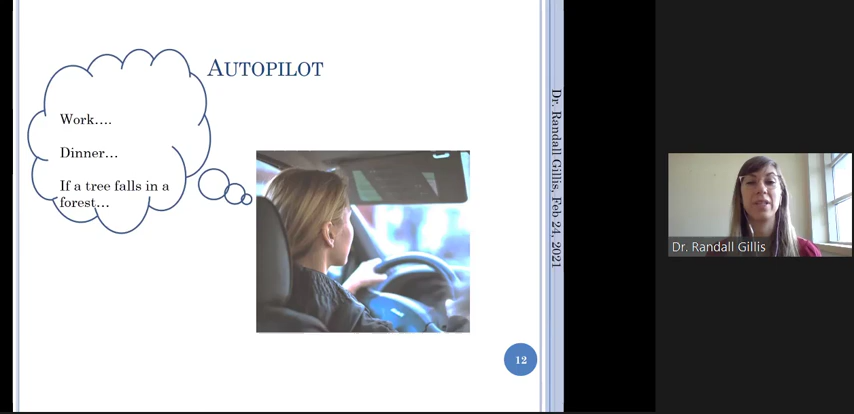 AUTOPILOT
Work….
Dinner…
If a tree falls in a
forest…
Dr. Randall Gillis, Feb 24, 2021
12
Dr. Randall Gillis